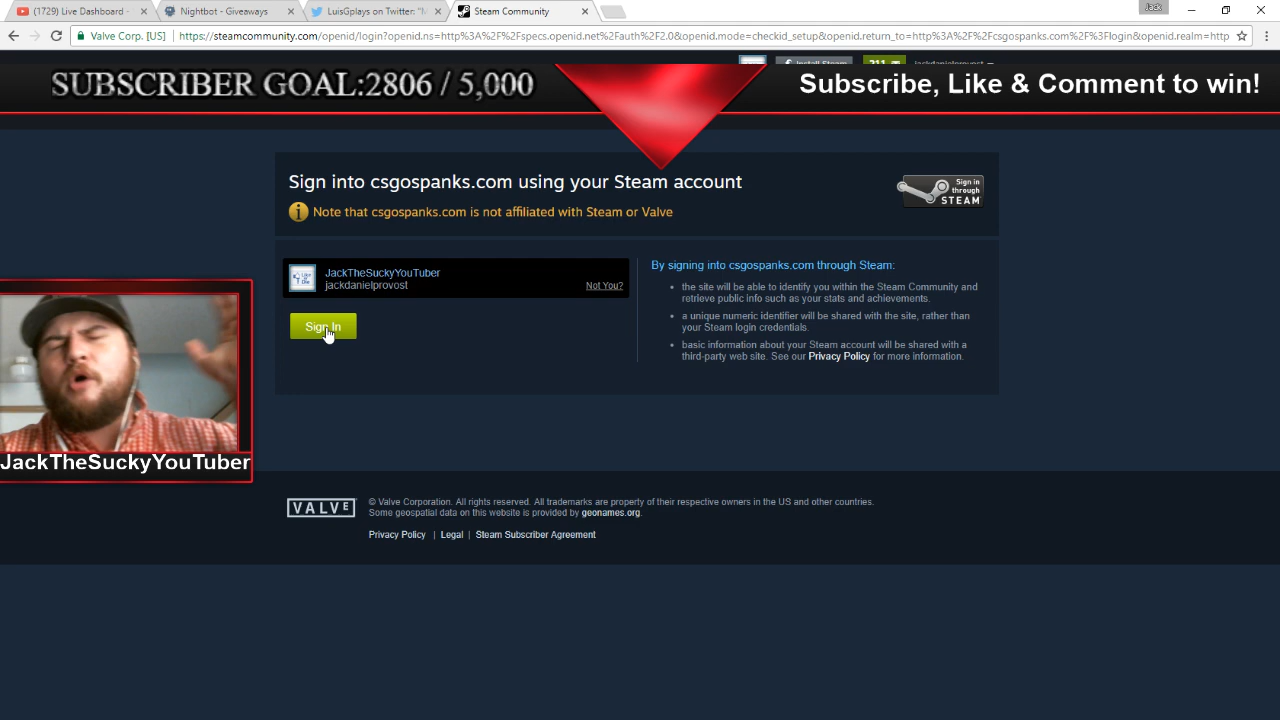 (1729) Live Dashboard -
Nightbot - Giveaways
LuisGplays on Twitter: "M
Steam Community
Jack
Valve Corp. [US]
https://steamcommunity.com/openid/login?openid.ns=http%3A%2F%2Fspecs.openid.net%2Fauth%2F2.0&openid.mode=checkid_setup&openid.return_to=http%3A%2F%2Fcsgospanks.com%2F%3Flogin&openid.realm=http
Install Steam
211
jackdanielprovost
SUBSCRIBER GOAL:2806 / 5,000
Subscribe, Like & Comment to win!
Sign into csgospanks.com using your Steam account
Note that csgospanks.com is not affiliated with Steam or Valve
Sign in
through
STEAM
JackTheSuckyYouTuber
jackdanielprovost
Not You?
Sign In
By signing into csgospanks.com through Steam:
the site will be able to identify you within the Steam Community and
retrieve public info such as your stats and achievements.
a unique numeric identifier will be shared with the site, rather than
your Steam login credentials.
basic information about your Steam account will be shared with a
third-party web site. See our Privacy Policy for more information.
JackTheSuckyYouTuber
VALVE
© Valve Corporation. All rights reserved. All trademarks are property of their respective owners in the US and other countries.
Some geospatial data on this website is provided by geonames.org.
Privacy Policy | Legal | Steam Subscriber Agreement